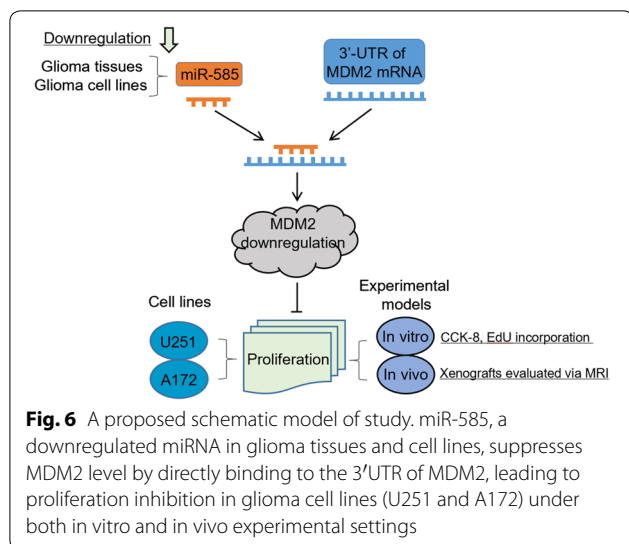 Downregulation
Glioma tissues
Glioma cell lines
miR-585
3'-UTR of
MDM2 mRNA
MDM2
downregulation
Cell lines
U251
A172
Proliferation
Experimental
models
In vitro
CCK-8, EdU incorporation
In vivo
Xenografts evaluated via MRI
Fig. 6 A proposed schematic model of study. miR-585, a
downregulated miRNA in glioma tissues and cell lines, suppresses
MDM2 level by directly binding to the 3′UTR of MDM2, leading to
proliferation inhibition in glioma cell lines (U251 and A172) under
both in vitro and in vivo experimental settings